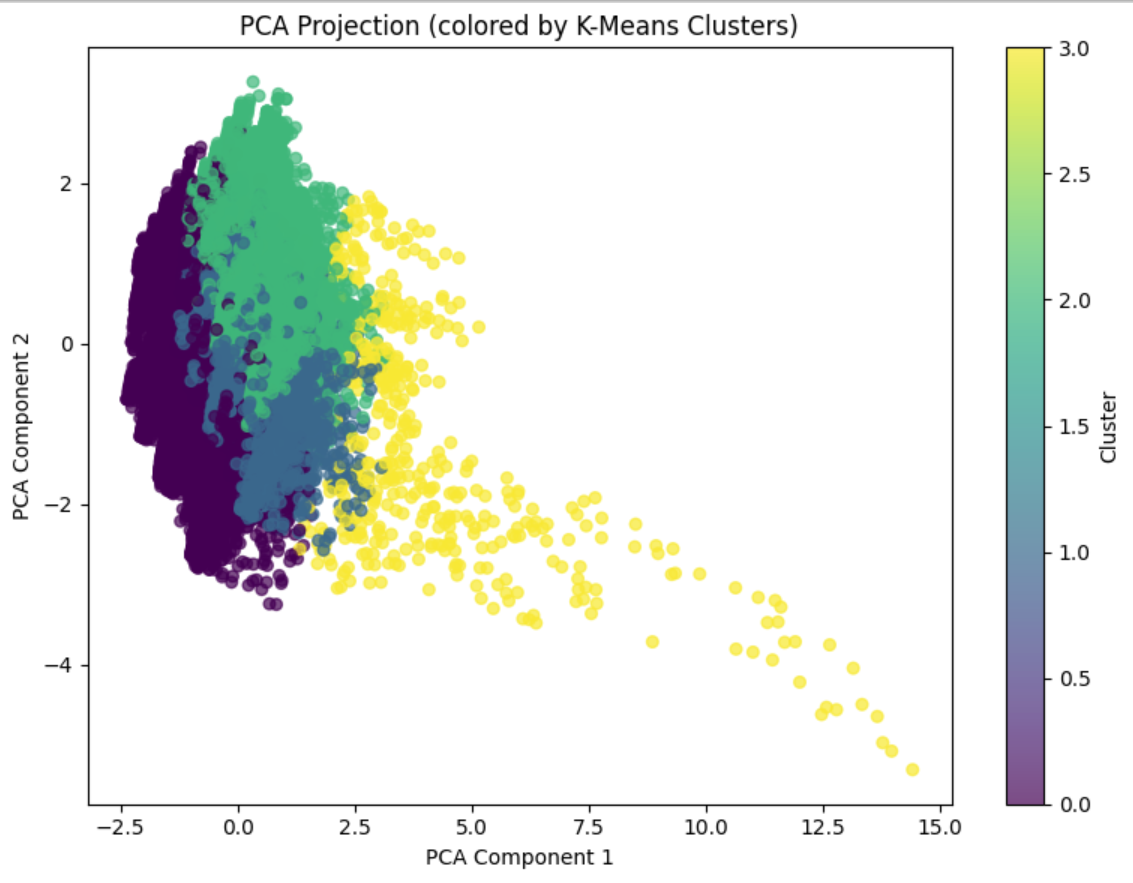 PCA Projection (colored by K-Means Clusters)
2
0
−2
−4
PCA Component 2
−2.5 0.0 2.5 5.0 7.5 10.0 12.5 15.0
PCA Component 1
3.0
2.5
2.0
1.5
1.0
0.5
0.0
Cluster